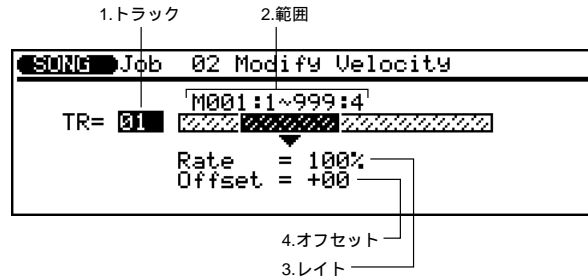 1.トラック 2.範囲
SONG Job 02 Modify Velocity
M001:1~999:4
TR= 01
Rate = 100%
Offset = +00
4.オフセット
3.レイト